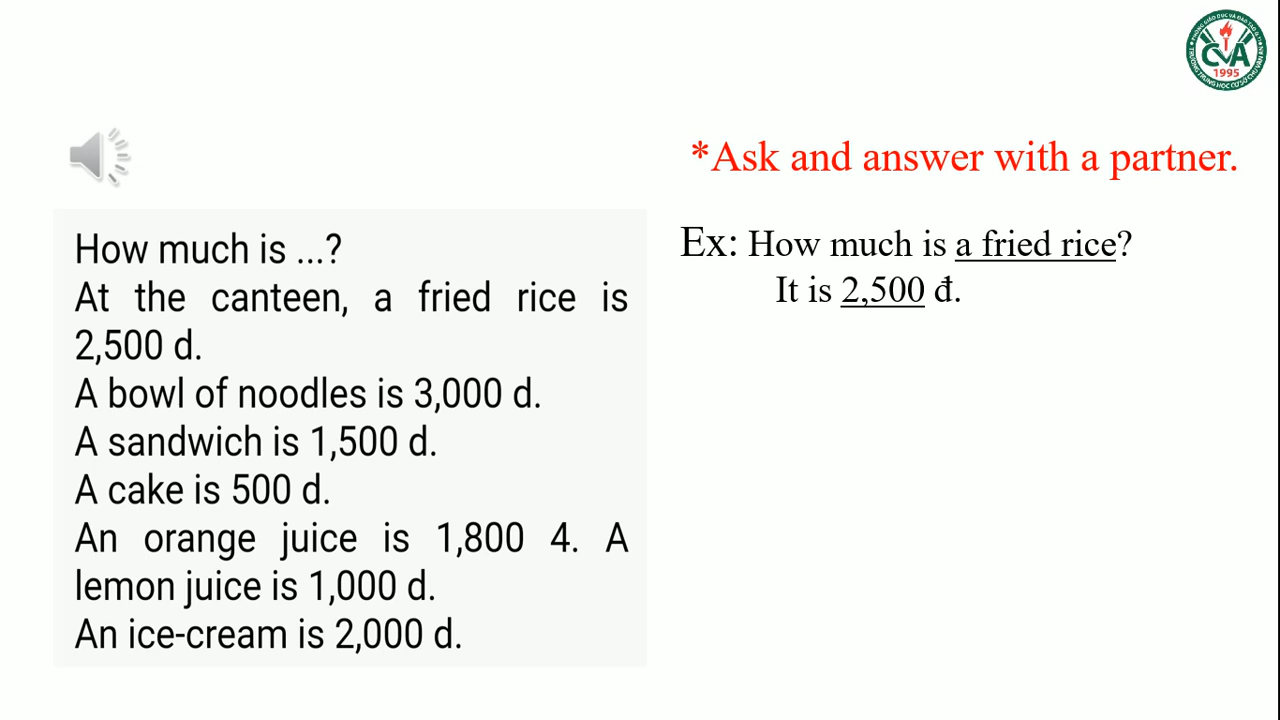 CVA
1995
*Ask and answer with a partner.
How much is ...?
At the canteen, a fried rice is
2,500 d.
A bowl of noodles is 3,000 d.
A sandwich is 1,500 d.
A cake is 500 d.
An orange juice is 1,800 4. A
lemon juice is 1,000 d.
An ice-cream is 2,000 d.
Ex: How much is a fried rice?
It is 2,500 đ.